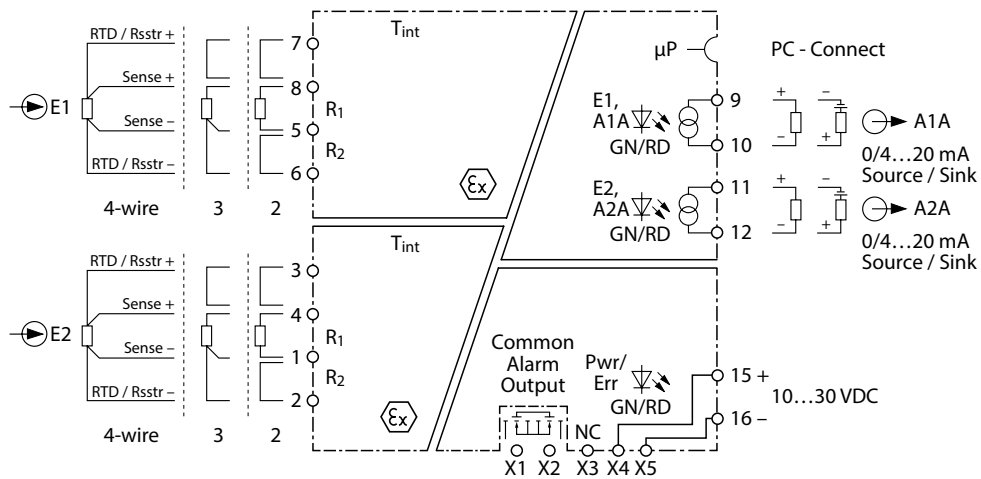 RTD / Rsstr +
Sense +
E1
Sense –
RTD / Rsstr –
4-wire 3 2
7
8
5
6
Tint
R1
R2
εx
RTD / Rsstr +
Sense +
E2
Sense –
RTD / Rsstr –
4-wire 3 2
3
4
1
2
Tint
R1
R2
εx
µP
PC - Connect
E1,
A1A
GN/RD
9
10
+ –
– +
A1A
0/4…20 mA
Source / Sink
E2,
A2A
GN/RD
11
12
+ –
– +
A2A
0/4…20 mA
Source / Sink
Common
Alarm
Output
Pwr/
Err
GN/RD
15 +
10…30 VDC
16 –
NC
X1 X2 X3 X4 X5